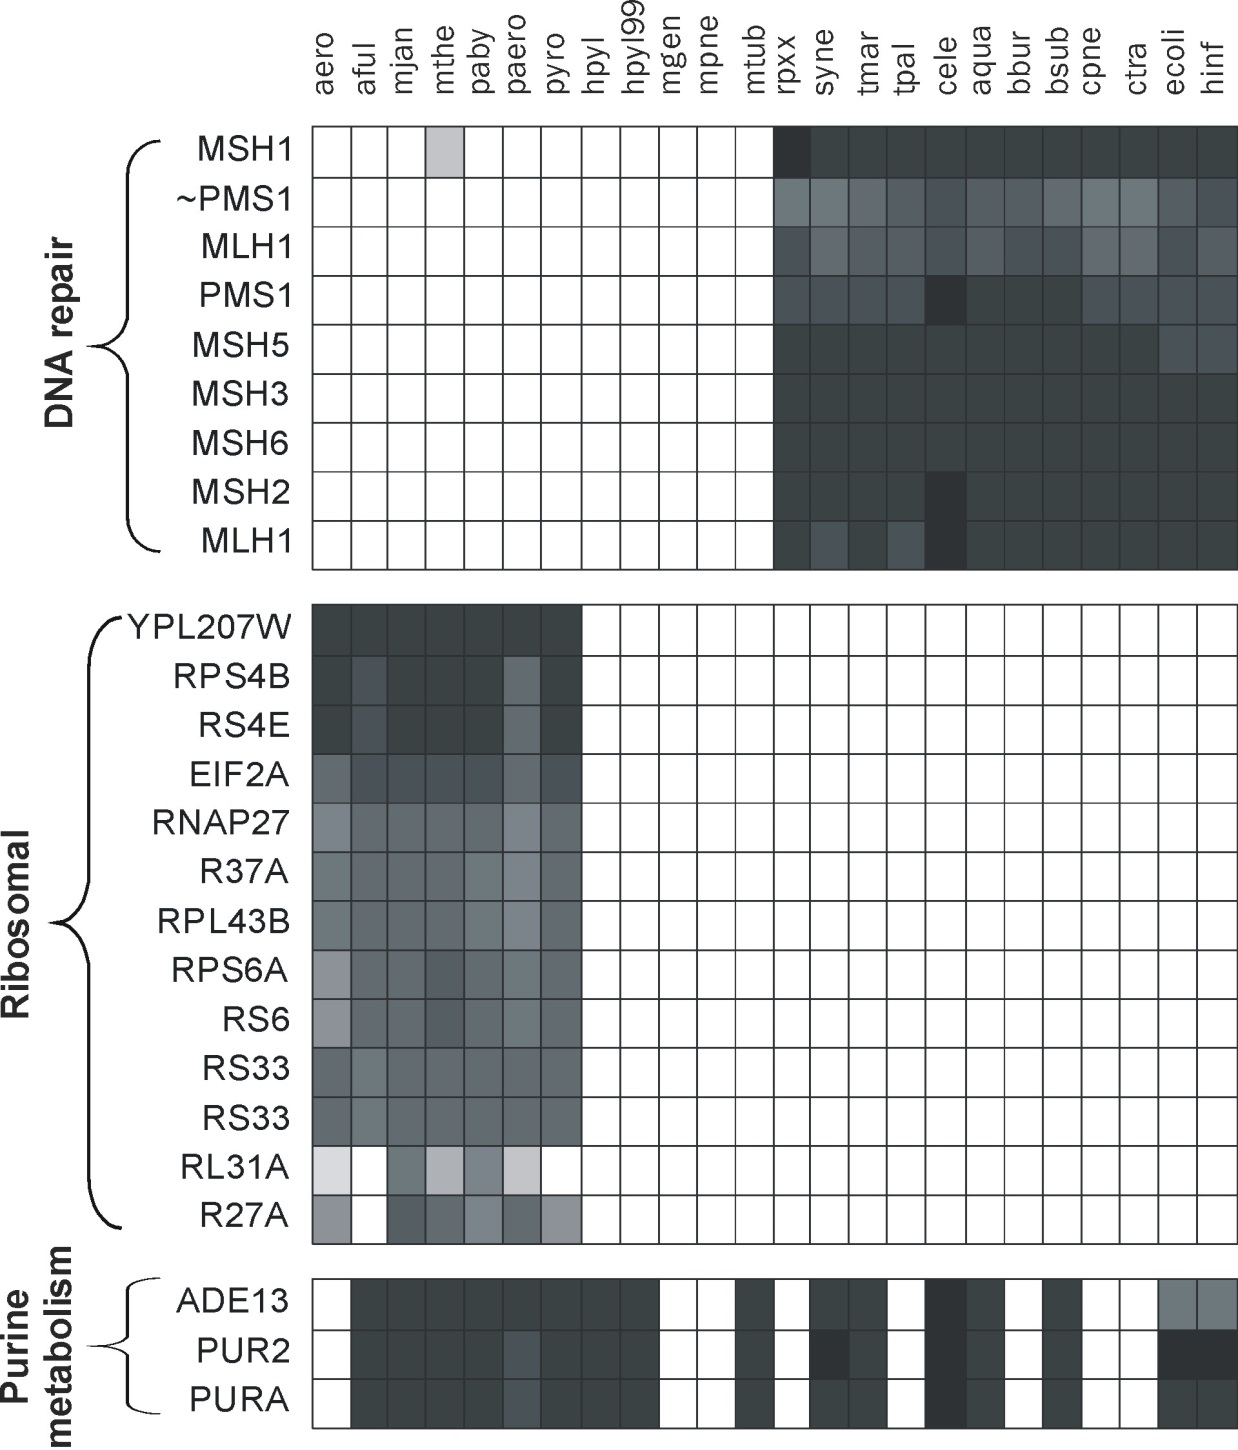 aero aful mjan mthe paby paero pyro hpyl hpyl99 mgen mpne mtub rpxx syne tmar tpal cele aqua bbur bsub cpne ctra ecoli hinf
DNA repair
MSH1
~PMS1
MLH1
PMS1
MSH5
MSH3
MSH6
MSH2
MLH1
Ribosomal
YPL207W
RPS4B
RS4E
EIF2A
RNAP27
R37A
RPL43B
RPS6A
RS6
RS33
RS33
RL31A
R27A
Purine
metabolism
ADE13
PUR2
PURA